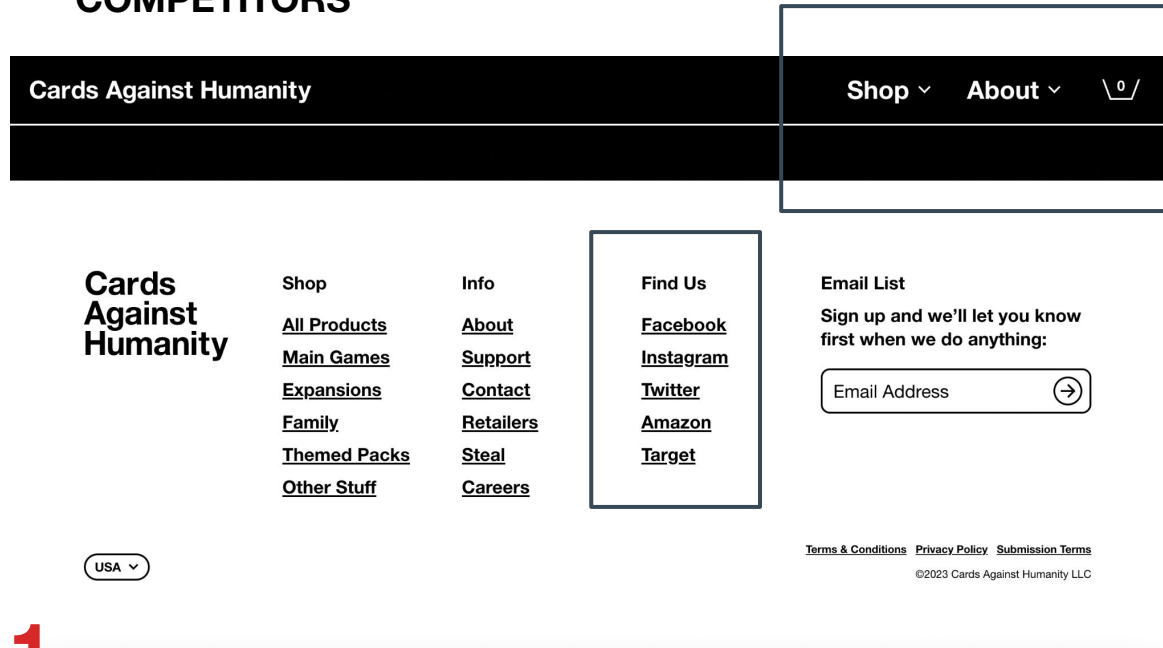 COMPETITORS
Cards Against Humanity
Shop
About
0
Cards
Against
Humanity
Shop
All Products
Main Games
Expansions
Family
Themed Packs
Other Stuff
Info
About
Support
Contact
Retailers
Steal
Careers
Find Us
Facebook
Instagram
Twitter
Amazon
Target
Email List
Sign up and we’ll let you know
first when we do anything:
Email Address
USA
Terms & Conditions Privacy Policy Submission Terms
©2023 Cards Against Humanity LLC
1